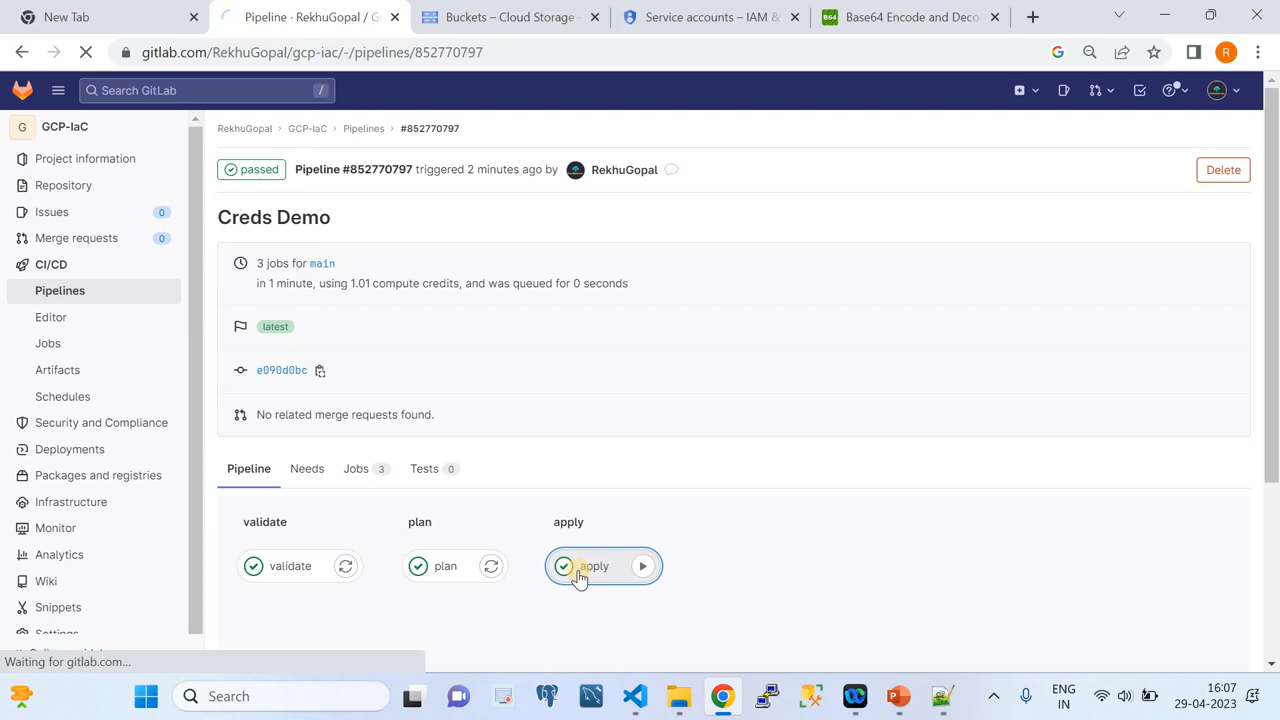 New Tab
Pipeline · RekhuGopal / G
Buckets – Cloud Storage -
Service accounts – IAM &
B64
Base64 Encode and Deco
gitlab.com/RekhuGopal/gcp-iac/-/pipelines/852770797
R
Search GitLab
/
G
GCP-IaC
Project information
Repository
Issues 0
Merge requests 0
CI/CD
Pipelines
Editor
Jobs
Artifacts
Schedules
Security and Compliance
Deployments
Packages and registries
Infrastructure
Monitor
Analytics
Wiki
Snippets
Settings
RekhuGopal > GCP-IaC > Pipelines > #852770797
passed Pipeline #852770797 triggered 2 minutes ago by RekhuGopal
Delete
Creds Demo
3 jobs for main
in 1 minute, using 1.01 compute credits, and was queued for 0 seconds
latest
e090d0bc
No related merge requests found.
Pipeline Needs Jobs 3 Tests 0
validate plan apply
validate plan apply
Waiting for gitlab.com...
Search
ENG
IN
16:07
29-04-2023